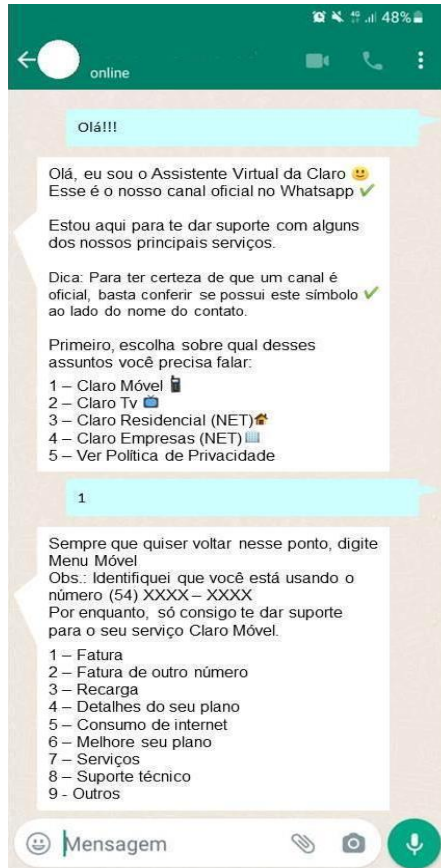 4G 48%
online
Olá!!!
Olá, eu sou o Assistente Virtual da Claro 🙂
Esse é o nosso canal oficial no Whatsapp ✔
Estou aqui para te dar suporte com alguns
dos nossos principais serviços.
Dica: Para ter certeza de que um canal é
oficial, basta conferir se possui este símbolo ✔
ao lado do nome do contato.
Primeiro, escolha sobre qual desses
assuntos você precisa falar:
1 – Claro Móvel 📱
2 – Claro Tv 📺
3 – Claro Residencial (NET)🏠
4 – Claro Empresas (NET)🏢
5 – Ver Política de Privacidade
1
Sempre que quiser voltar nesse ponto, digite
Menu Móvel
Obs.: Identifiquei que você está usando o
número (54) XXXX – XXXX
Por enquanto, só consigo te dar suporte
para o seu serviço Claro Móvel.
1 – Fatura
2 – Fatura de outro número
3 – Recarga
4 – Detalhes do seu plano
5 – Consumo de internet
6 – Melhore seu plano
7 – Serviços
8 – Suporte técnico
9 - Outros
Mensagem